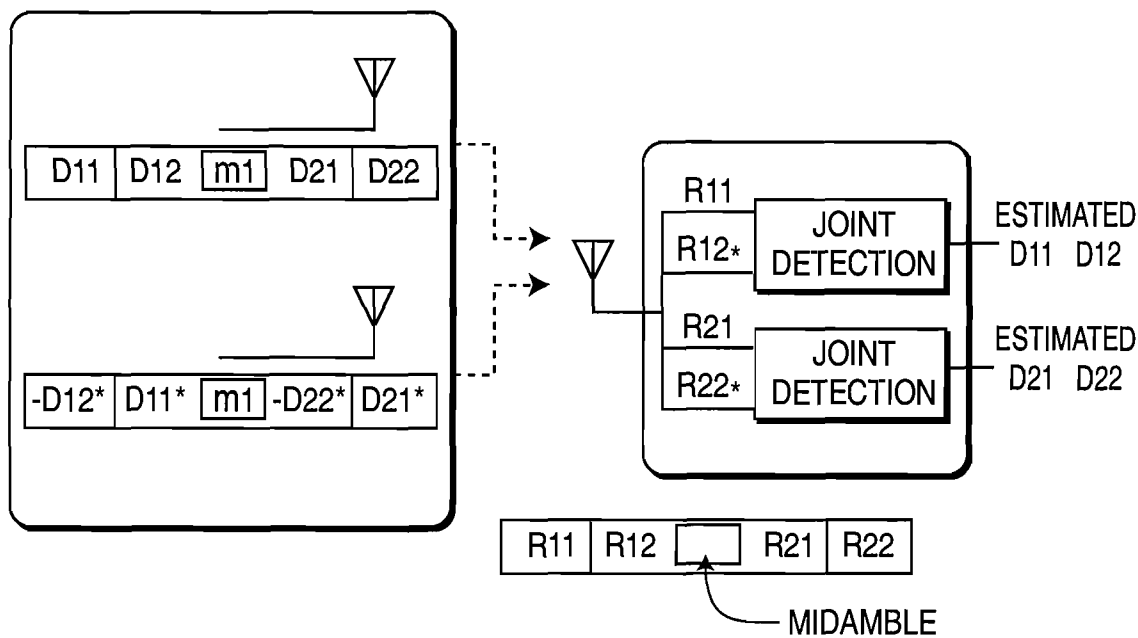 D11 D12 m1 D21 D22
-D12* D11* m1 -D22* D21*
R11
R12*
JOINT
DETECTION
ESTIMATED
D11 D12
R21
R22*
JOINT
DETECTION
ESTIMATED
D21 D22
R11 R12 R21 R22
MIDAMBLE